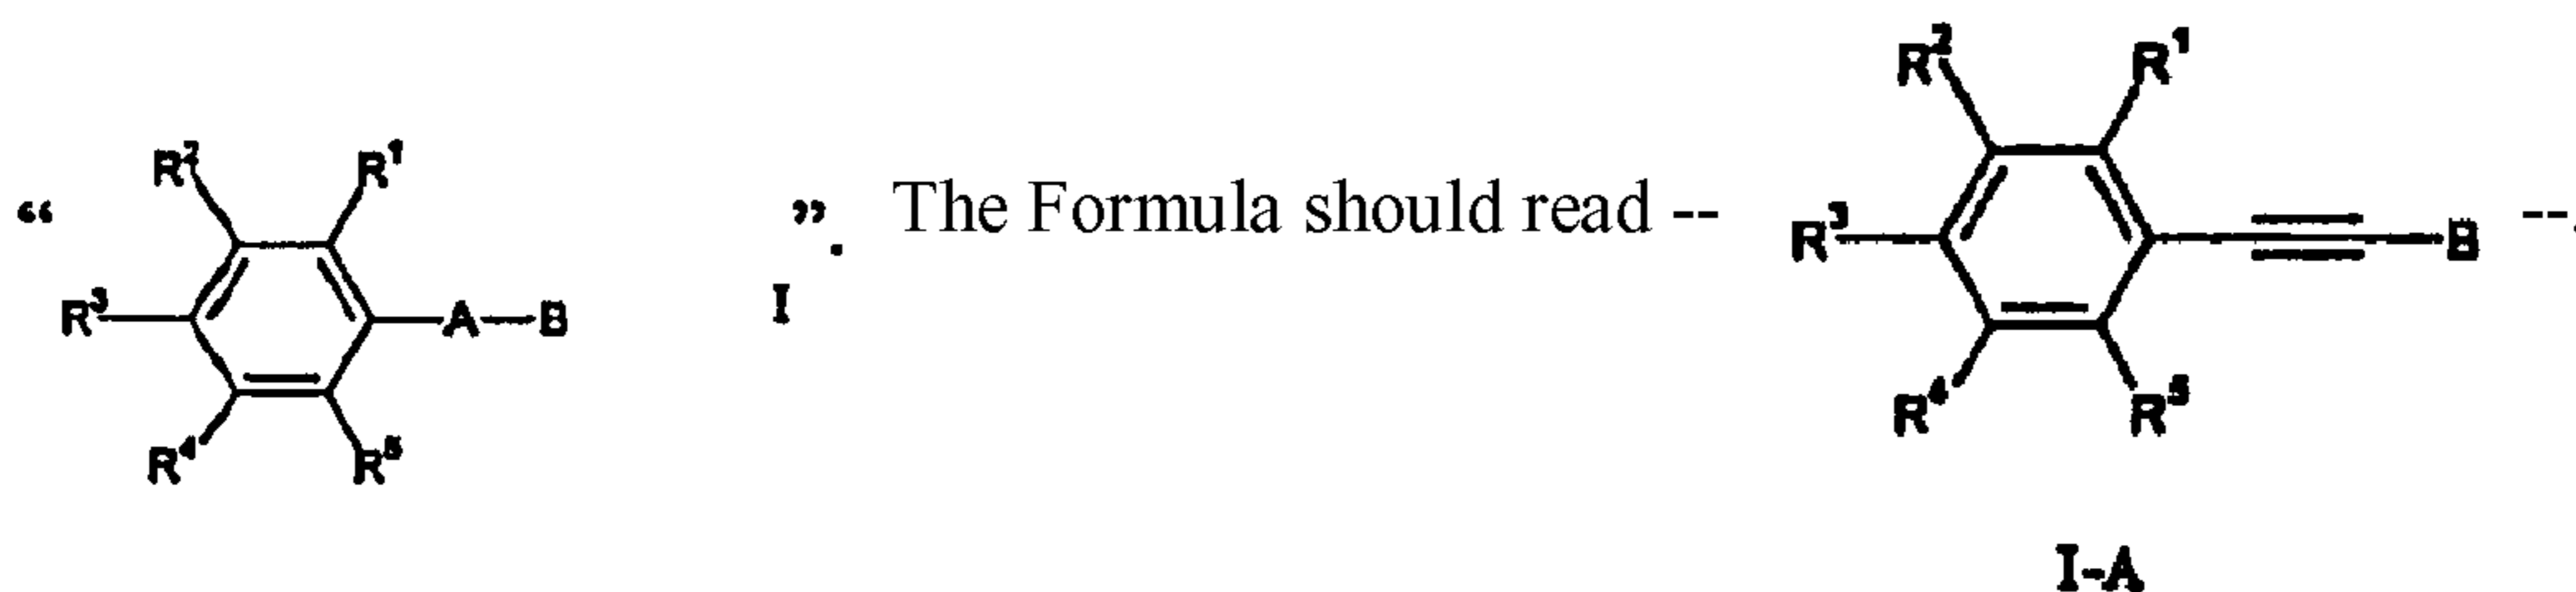 “ R² R¹ R³ A B R⁴ R⁵ I ”. The Formula should read -- R² R¹ R³ B R⁴ R⁵ --.
I-A